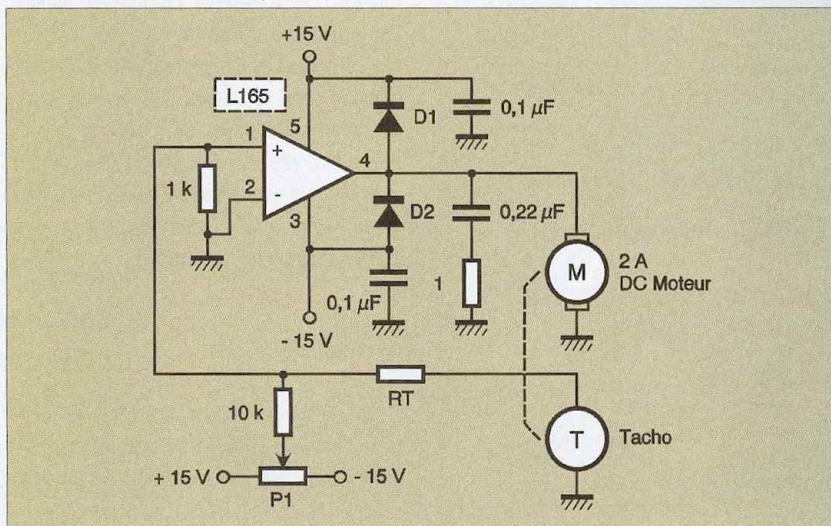 +15 V
L165
5
D1
0,1 µF
1
+
4
1 k
2
-
3
D2
0,22 µF
M
2 A
DC Moteur
0,1 µF
1
- 15 V
RT
10 k
T
Tacho
+ 15 V
- 15 V
P1